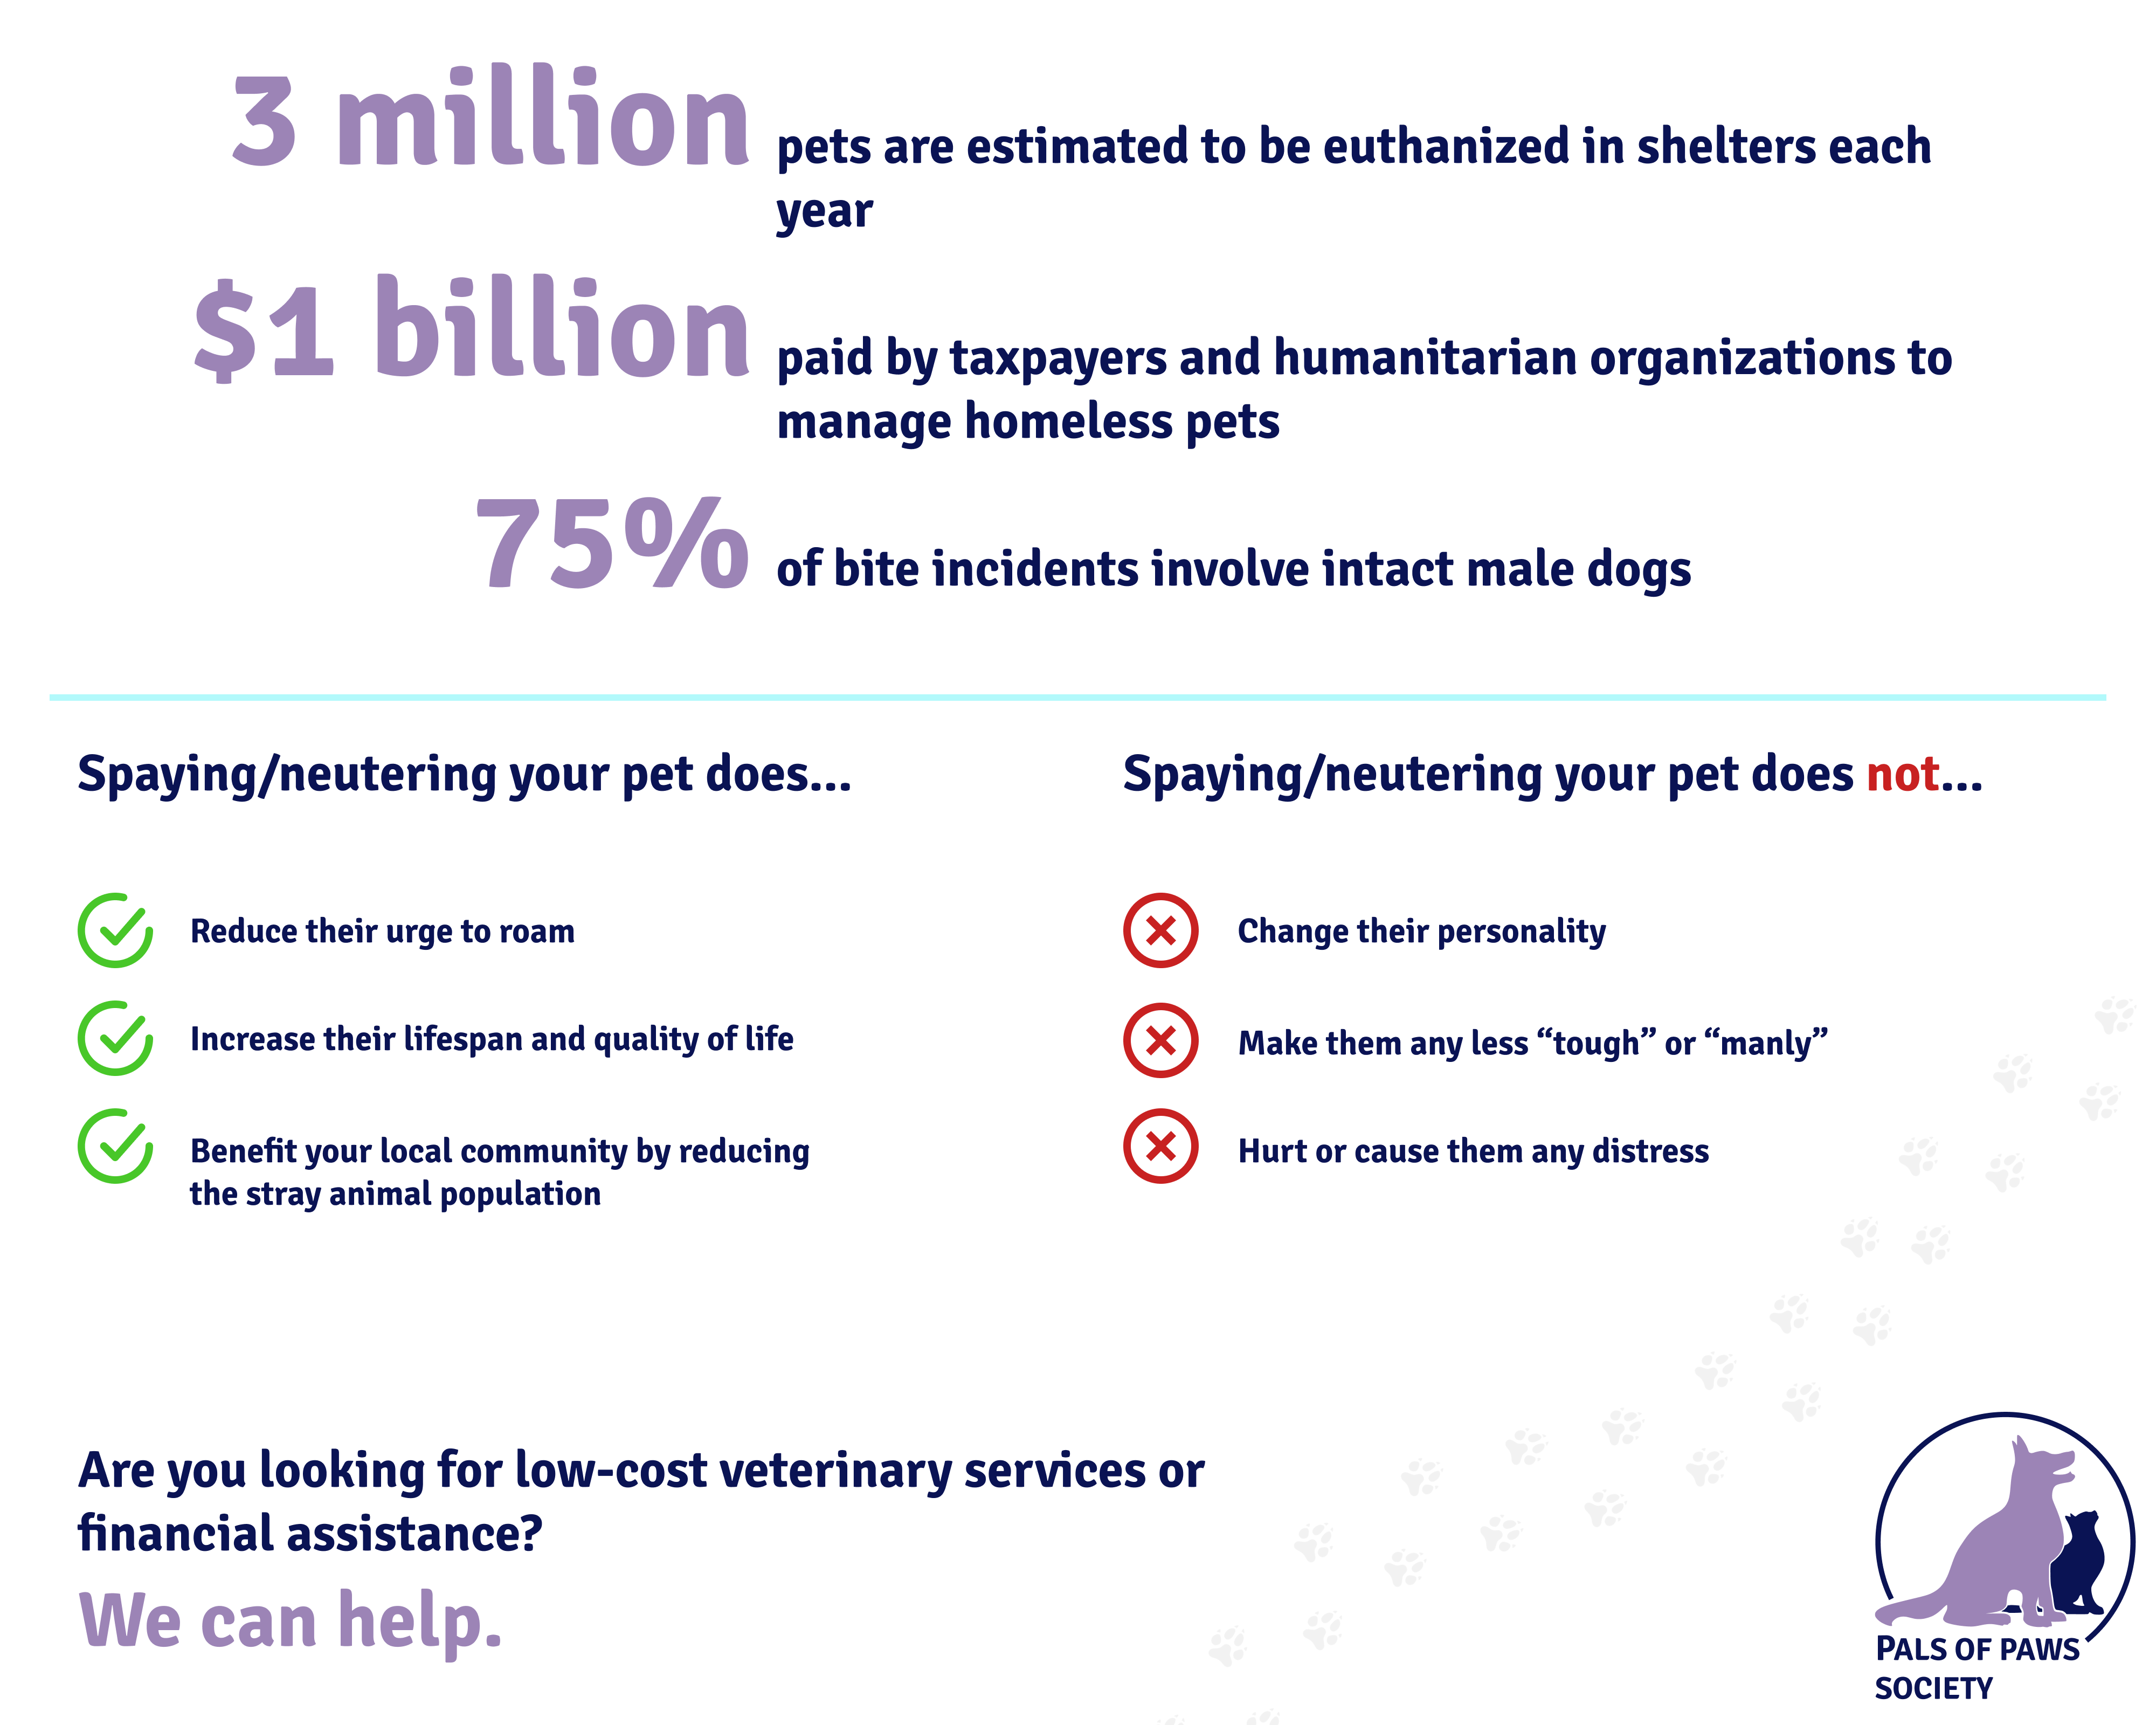 3 million pets are estimated to be euthanized in shelters each
year
$1 billion paid by taxpayers and humanitarian organizations to
manage homeless pets
75% of bite incidents involve intact male dogs
Spaying/neutering your pet does...
Reduce their urge to roam
Increase their lifespan and quality of life
Benefit your local community by reducing
the stray animal population
Spaying/neutering your pet does not...
Change their personality
Make them any less “tough” or “manly”
Hurt or cause them any distress
Are you looking for low-cost veterinary services or
financial assistance?
We can help.
PALS OF PAWS
SOCIETY